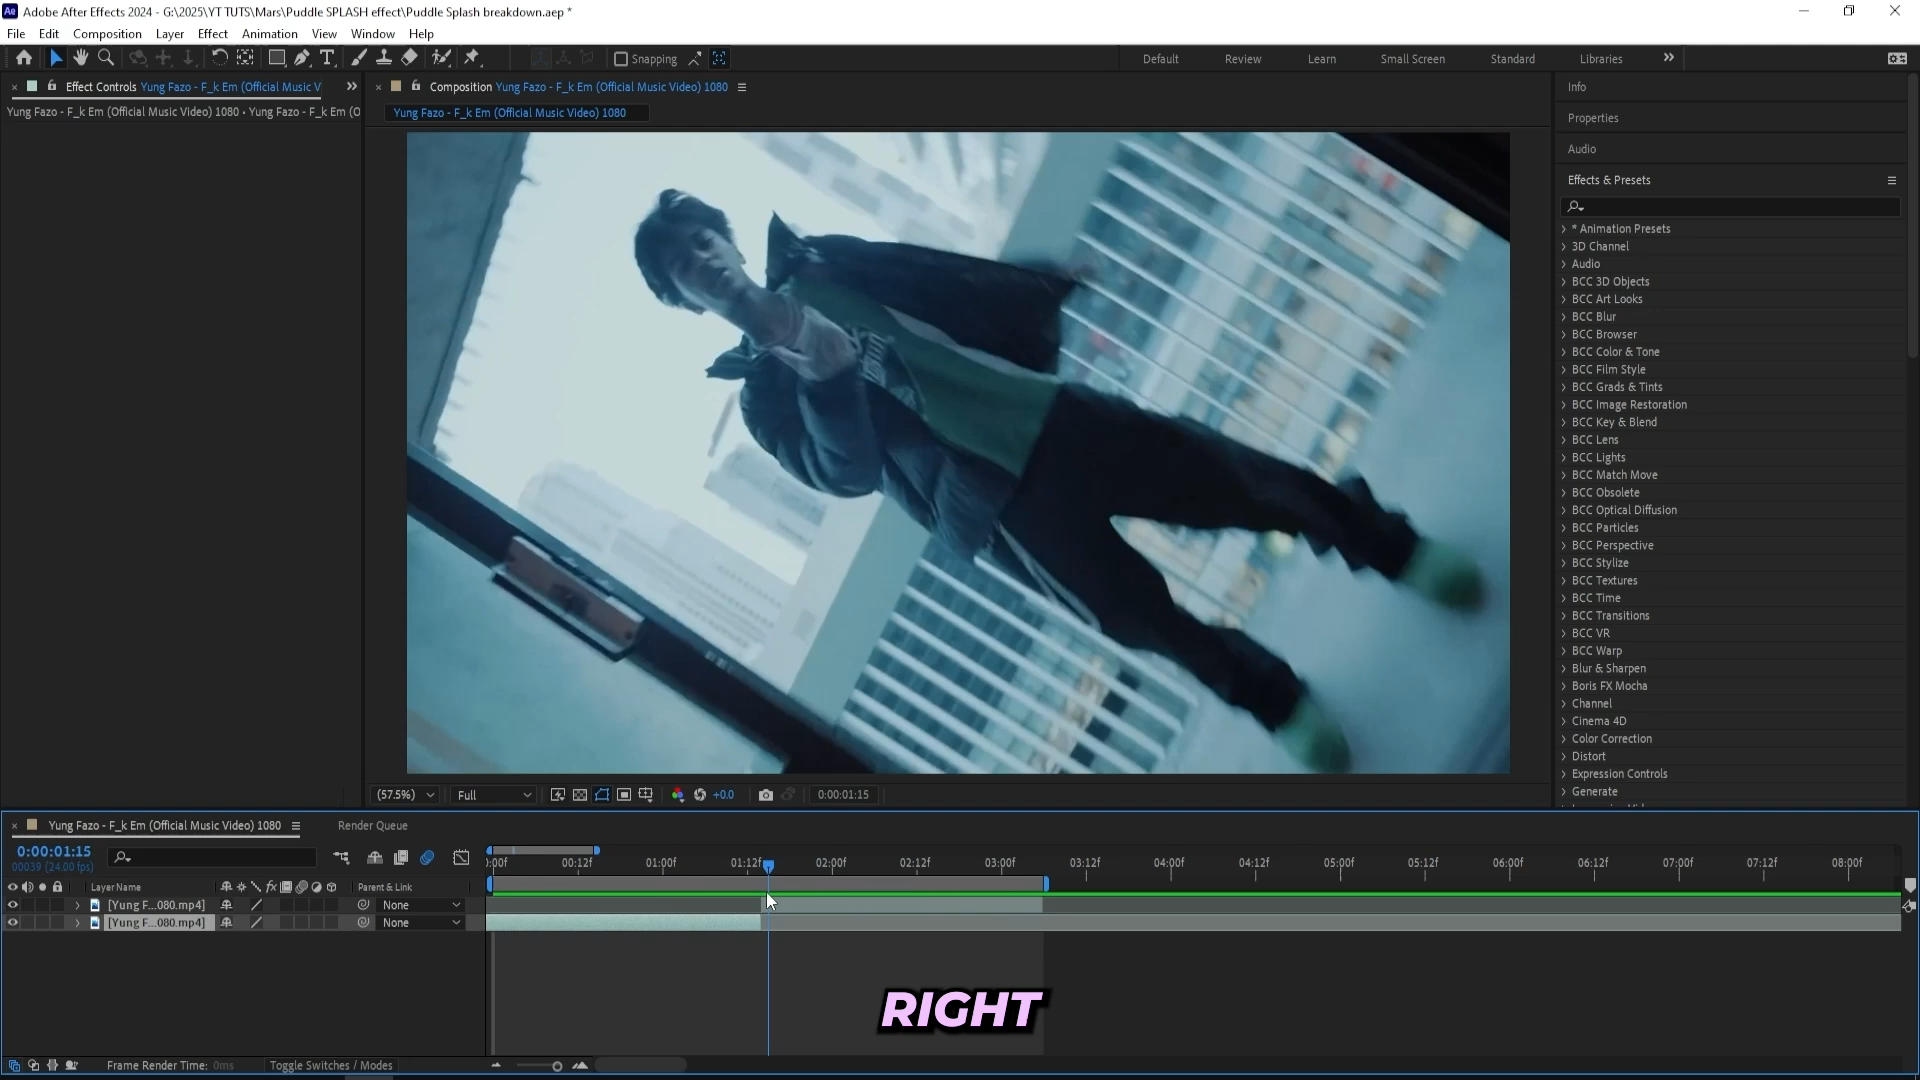 Ae Adobe After Effects 2024 - G:\2025\YT TUTS\Mars\Puddle SPLASH effect\Puddle Splash breakdown.aep *
File Edit Composition Layer Effect Animation View Window Help
Snapping Default Review Learn Small Screen Standard Libraries
Effect Controls Yung Fazo - F_k Em (Official Music V
Composition Yung Fazo - F_k Em (Official Music Video) 1080
Info
Yung Fazo - F_k Em (Official Music Video) 1080 • Yung Fazo - F_k Em (O
Yung Fazo - F_k Em (Official Music Video) 1080
Properties
Audio
Effects & Presets
* Animation Presets
3D Channel
Audio
BCC 3D Objects
BCC Art Looks
BCC Blur
BCC Browser
BCC Color & Tone
BCC Film Style
BCC Grads & Tints
BCC Image Restoration
BCC Key & Blend
BCC Lens
BCC Lights
BCC Match Move
BCC Obsolete
BCC Optical Diffusion
BCC Particles
BCC Perspective
BCC Stylize
BCC Textures
BCC Time
BCC Transitions
BCC VR
BCC Warp
Blur & Sharpen
Boris FX Mocha
Channel
Cinema 4D
Color Correction
Distort
Expression Controls
Generate
(57.5%) Full +0.0 0:00:01:15
Yung Fazo - F_k Em (Official Music Video) 1080 Render Queue
0:00:01:15
00039 (24.00 fps)
:00f 00:12f 01:00f 01:12f 02:00f 02:12f 03:00f 03:12f 04:00f 04:12f 05:00f 05:12f 06:00f 06:12f 07:00f 07:12f 08:00f
Layer Name fx Parent & Link
[Yung F...080.mp4] None
[Yung F...080.mp4] None
RIGHT
Frame Render Time: 0ms Toggle Switches / Modes